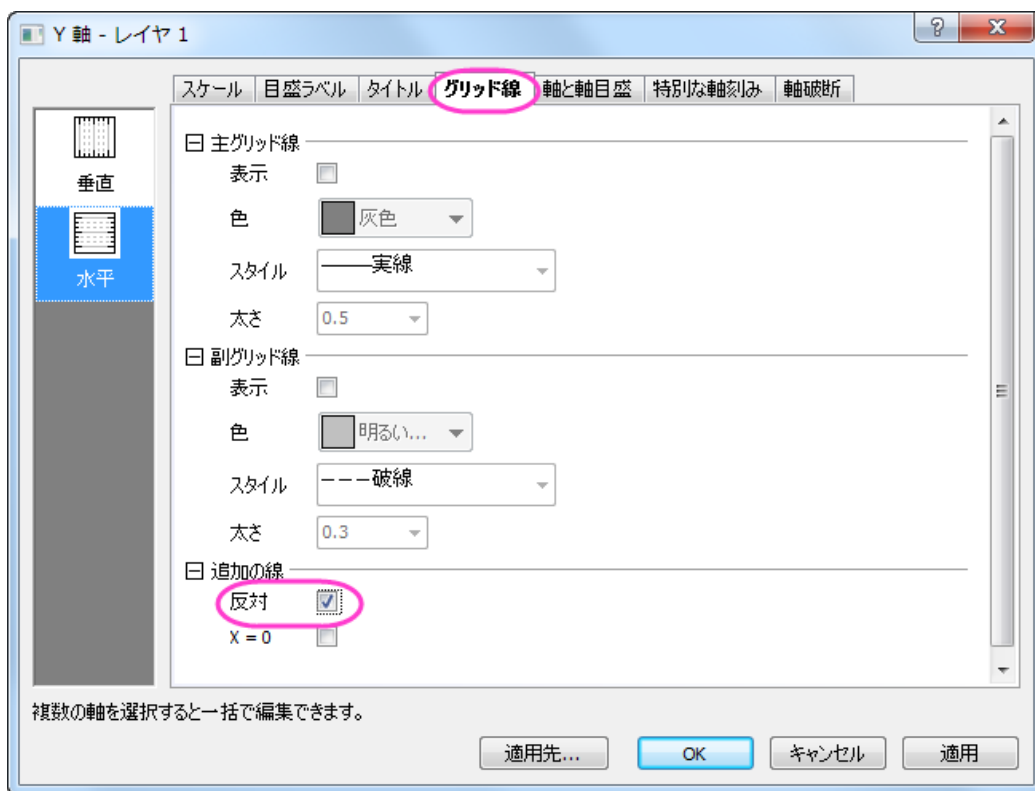 Y 軸 - レイヤ 1
スケール 目盛ラベル タイトル グリッド線 軸と軸目盛 特別な軸刻み 軸破断
垂直
水平
主グリッド線
表示
色 灰色
スタイル 実線
太さ 0.5
副グリッド線
表示
色 明るい...
スタイル 破線
太さ 0.3
追加の線
反対
X = 0
複数の軸を選択すると一括で編集できます。
適用先... OK キャンセル 適用